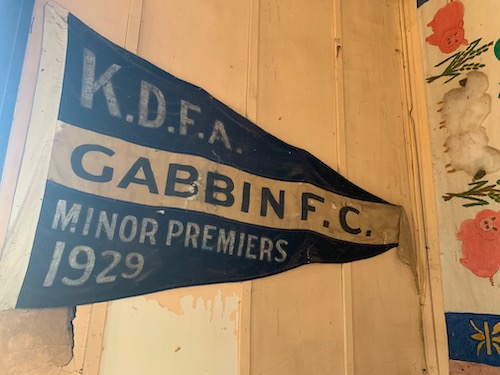 K.D.F.A.
GABBIN F.C.
MINOR PREMIERS
1929